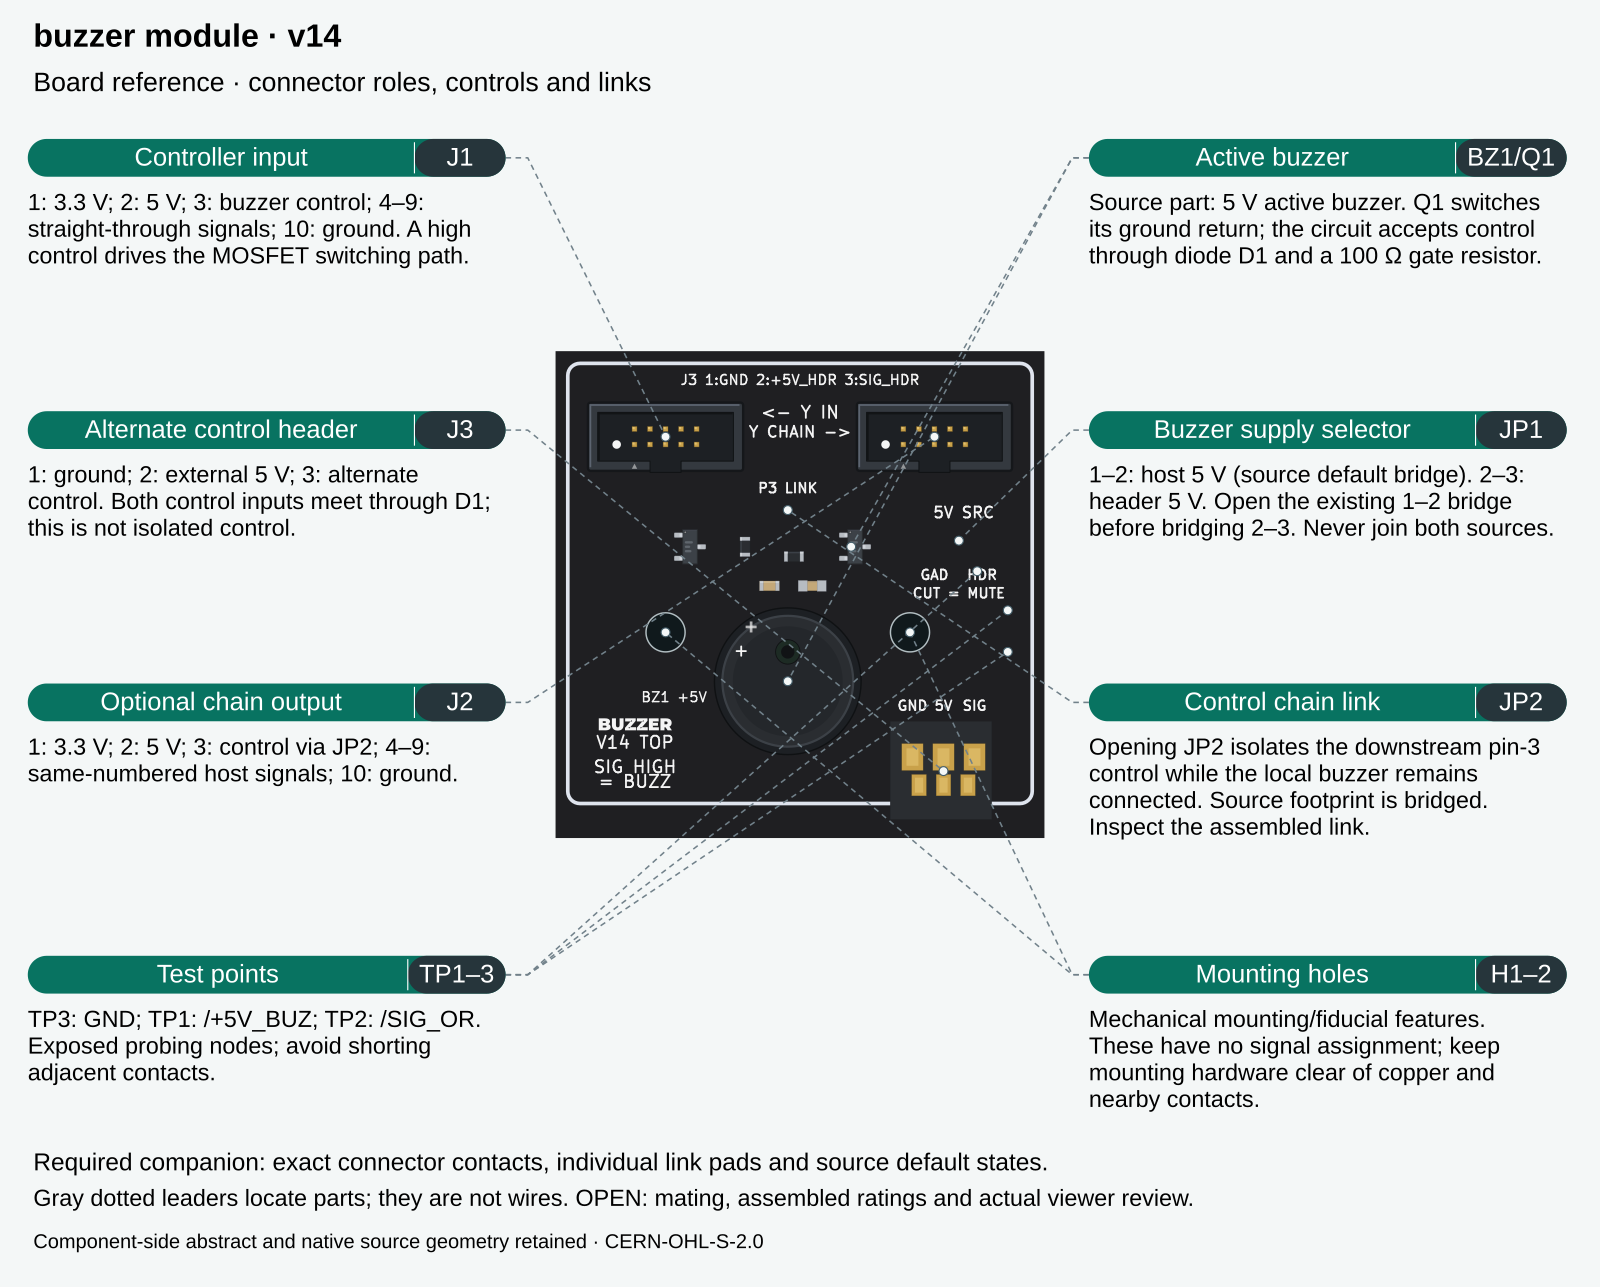 buzzer module · v14
Board reference · connector roles, controls and links
Controller input J1
1: 3.3 V; 2: 5 V; 3: buzzer control; 4–9:
straight-through signals; 10: ground. A high
control drives the MOSFET switching path.
Active buzzer BZ1/Q1
Source part: 5 V active buzzer. Q1 switches
its ground return; the circuit accepts control
through diode D1 and a 100 Ω gate resistor.
Alternate control header J3
1: ground; 2: external 5 V; 3: alternate
control. Both control inputs meet through D1;
this is not isolated control.
Buzzer supply selector JP1
1–2: host 5 V (source default bridge). 2–3:
header 5 V. Open the existing 1–2 bridge
before bridging 2–3. Never join both sources.
J3 1:GND 2:+5V_HDR 3:SIG_HDR
<– Y IN
Y CHAIN –>
P3 LINK
5V SRC
GAD HDR
CUT = MUTE
+
+
BZ1 +5V
GND 5V SIG
BUZZER
V14 TOP
SIG HIGH
= BUZZ
Optional chain output J2
1: 3.3 V; 2: 5 V; 3: control via JP2; 4–9:
same-numbered host signals; 10: ground.
Control chain link JP2
Opening JP2 isolates the downstream pin-3
control while the local buzzer remains
connected. Source footprint is bridged.
Inspect the assembled link.
Test points TP1–3
TP3: GND; TP1: /+5V_BUZ; TP2: /SIG_OR.
Exposed probing nodes; avoid shorting
adjacent contacts.
Mounting holes H1–2
Mechanical mounting/fiducial features.
These have no signal assignment; keep
mounting hardware clear of copper and
nearby contacts.
Required companion: exact connector contacts, individual link pads and source default states.
Gray dotted leaders locate parts; they are not wires. OPEN: mating, assembled ratings and actual viewer review.
Component-side abstract and native source geometry retained · CERN-OHL-S-2.0